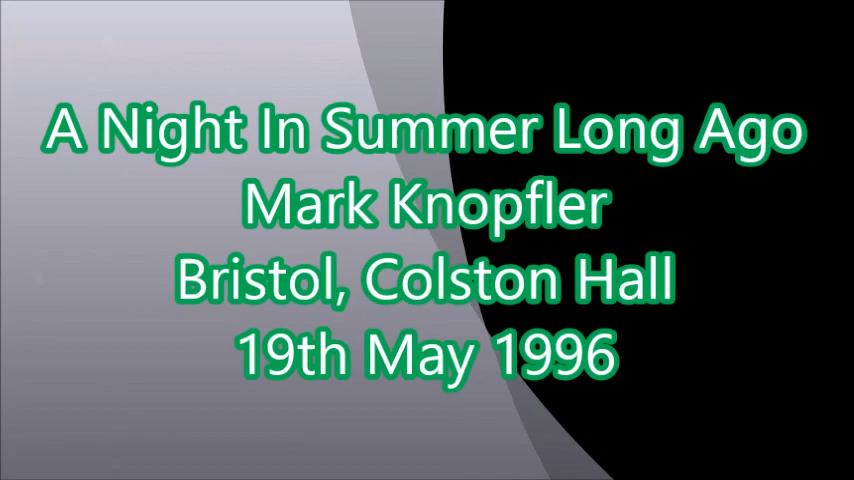 A Night In Summer Long Ago
Mark Knopfler
Bristol, Colston Hall
19th May 1996